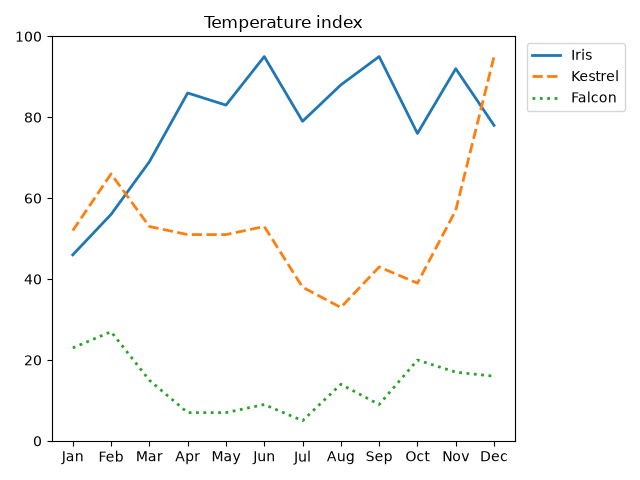 Temperature index
100
80
60
40
20
0
Jan Feb Mar Apr May Jun Jul Aug Sep Oct Nov Dec
Iris
Kestrel
Falcon